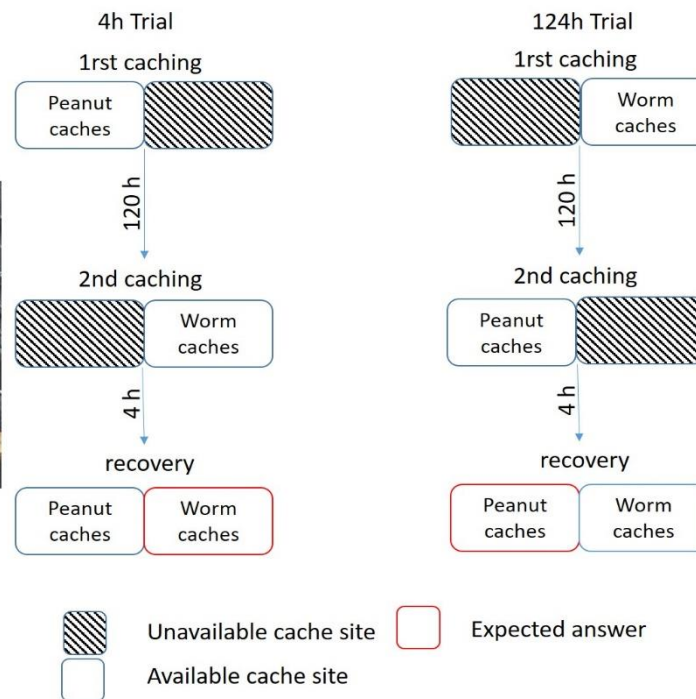 4h Trial
1rst caching
Peanut
caches
120 h
2nd caching
Worm
caches
4 h
recovery
Peanut
caches
Worm
caches
124h Trial
1rst caching
Worm
caches
120 h
2nd caching
Peanut
caches
4 h
recovery
Peanut
caches
Worm
caches
Unavailable cache site
Expected answer
Available cache site